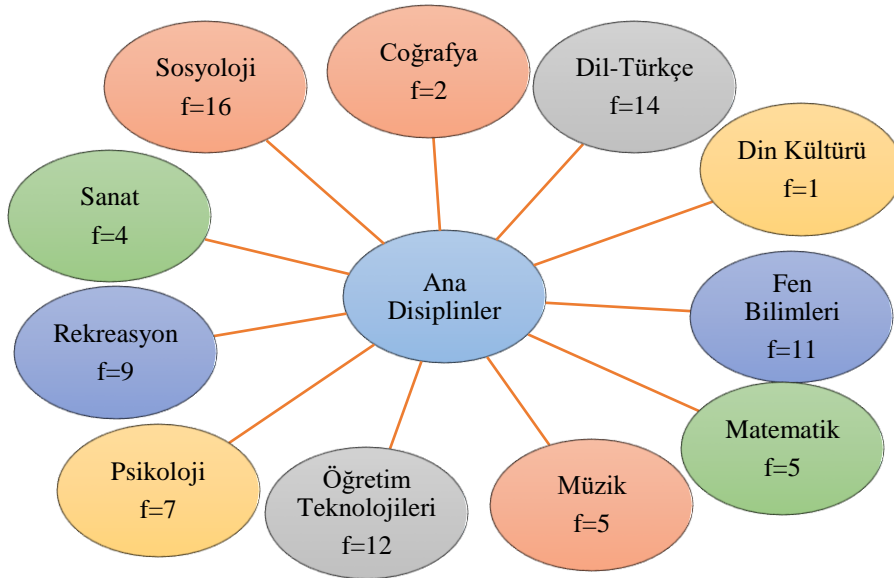 Sosyoloji
f=16
Coğrafya
f=2
Dil-Türkçe
f=14
Din Kültürü
f=1
Sanat
f=4
Ana
Disiplinler
Fen
Bilimleri
f=11
Rekreasyon
f=9
Matematik
f=5
Psikoloji
f=7
Öğretim
Teknolojileri
f=12
Müzik
f=5